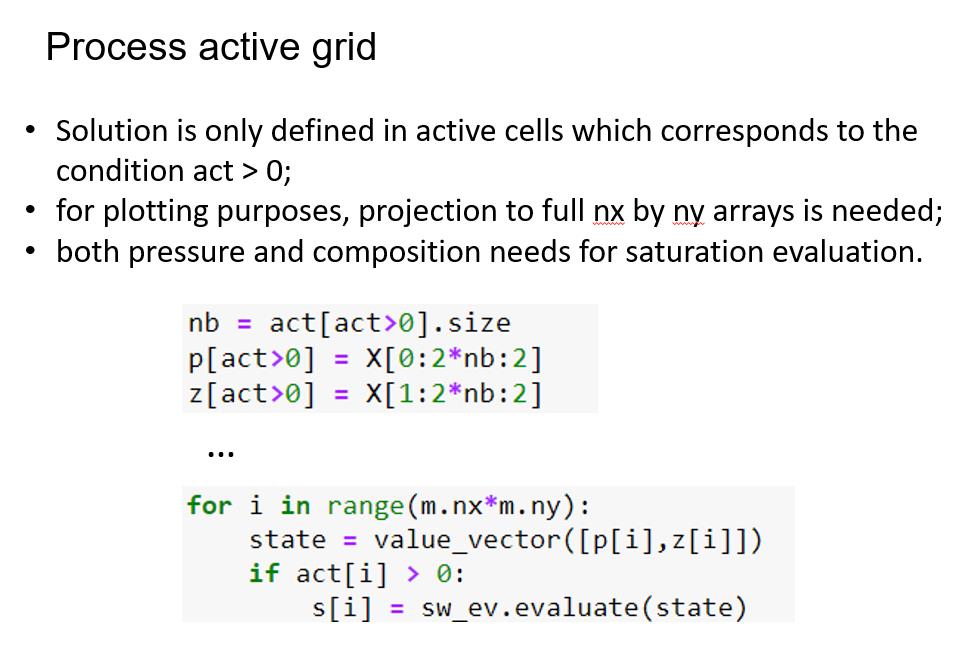 Process active grid
• Solution is only defined in active cells which corresponds to the
condition act > 0;
• for plotting purposes, projection to full nx by ny arrays is needed;
• both pressure and composition needs for saturation evaluation.
nb = act[act>0].size
p[act>0] = X[0:2*nb:2]
z[act>0] = X[1:2*nb:2]
...
for i in range(m.nx*m.ny):
    state = value_vector([p[i],z[i]])
    if act[i] > 0:
        s[i] = sw_ev.evaluate(state)